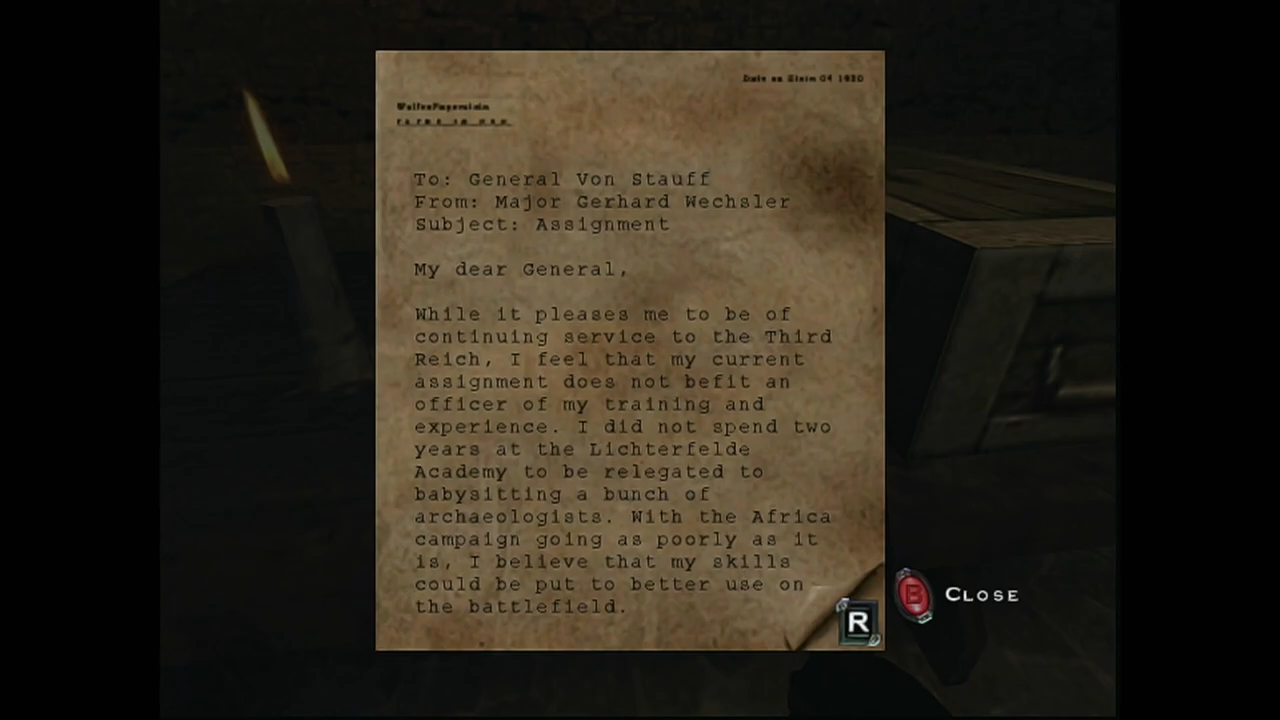 To: General Von Stauff
From: Major Gerhard Wechsler
Subject: Assignment
My dear General,
While it pleases me to be of
continuing service to the Third
Reich, I feel that my current
assignment does not befit an
officer of my training and
experience. I did not spend two
years at the Lichterfelde
Academy to be relegated to
babysitting a bunch of
archaeologists. With the Africa
campaign going as poorly as it
is, I believe that my skills
could be put to better use on
the battlefield.
R
B Close